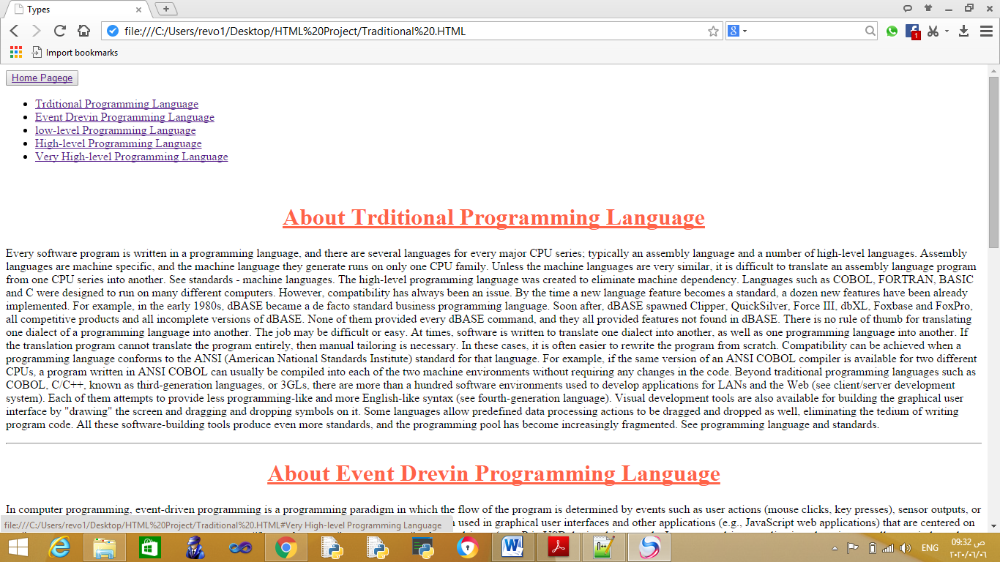 Types
file:///C:/Users/revo1/Desktop/HTML%20Project/Traditional%20.HTML
8
1
Import bookmarks
Home Pagege
Trditional Programming Language
Event Drevin Programming Language
low-level Programming Language
High-level Programming Language
Very High-level Programming Language
About Trditional Programming Language
Every software program is written in a programming language, and there are several languages for every major CPU series; typically an assembly language and a number of high-level languages. Assembly
languages are machine specific, and the machine language they generate runs on only one CPU family. Unless the machine languages are very similar, it is difficult to translate an assembly language program
from one CPU series into another. See standards - machine languages. The high-level programming language was created to eliminate machine dependency. Languages such as COBOL, FORTRAN, BASIC
and C were designed to run on many different computers. However, compatibility has always been an issue. By the time a new language feature becomes a standard, a dozen new features have been already
implemented. For example, in the early 1980s, dBASE became a de facto standard business programming language. Soon after, dBASE spawned Clipper, QuickSilver, Force III, dbXL, Foxbase and FoxPro,
all competitive products and all incomplete versions of dBASE. None of them provided every dBASE command, and they all provided features not found in dBASE. There is no rule of thumb for translating
one dialect of a programming language into another. The job may be difficult or easy. At times, software is written to translate one dialect into another, as well as one programming language into another. If
the translation program cannot translate the program entirely, then manual tailoring is necessary. In these cases, it is often easier to rewrite the program from scratch. Compatibility can be achieved when a
programming language conforms to the ANSI (American National Standards Institute) standard for that language. For example, if the same version of an ANSI COBOL compiler is available for two different
CPUs, a program written in ANSI COBOL can usually be compiled into each of the two machine environments without requiring any changes in the code. Beyond traditional programming languages such as
COBOL, C/C++, known as third-generation languages, or 3GLs, there are more than a hundred software environments used to develop applications for LANs and the Web (see client/server development
system). Each of them attempts to provide less programming-like and more English-like syntax (see fourth-generation language). Visual development tools are also available for building the graphical user
interface by "drawing" the screen and dragging and dropping symbols on it. Some languages allow predefined data processing actions to be dragged and dropped as well, eliminating the tedium of writing
program code. All these software-building tools produce even more standards, and the programming pool has become increasingly fragmented. See programming language and standards.
About Event Drevin Programming Language
In computer programming, event-driven programming is a programming paradigm in which the flow of the program is determined by events such as user actions (mouse clicks, key presses), sensor outputs, or
used in graphical user interfaces and other applications (e.g., JavaScript web applications) that are centered on
file:///C:/Users/revo1/Desktop/HTML%20Project/Traditional%20.HTML#Very High-level Programming Language
ENG
09:32 ص
٢٠٢٠/٠٦/٠٦